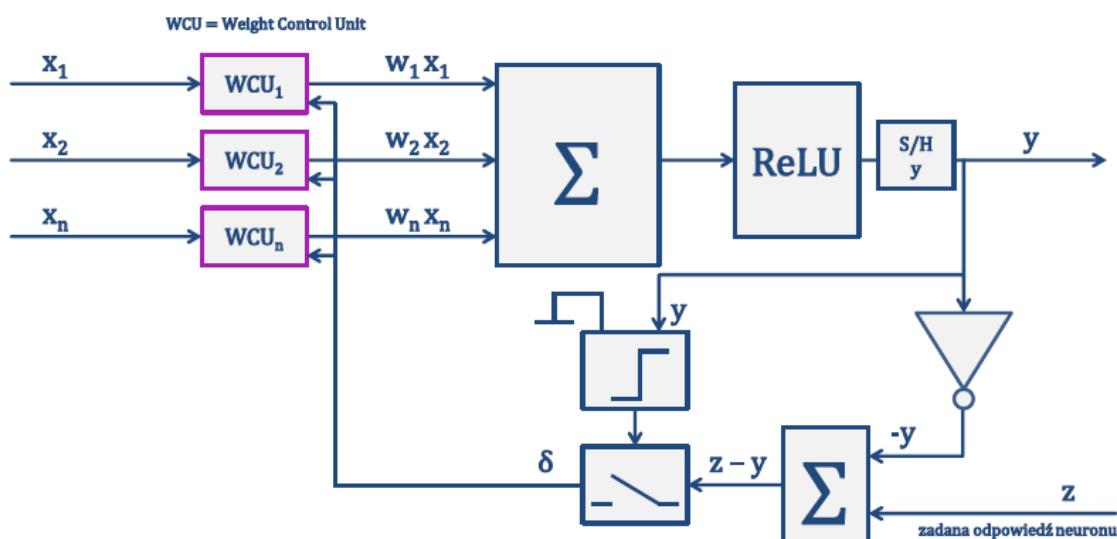 WCU = Weight Control Unit
x₁ WCU₁ w₁ x₁
x₂ WCU₂ w₂ x₂
xₙ WCUₙ wₙ xₙ
Σ
ReLU
S/H
y
y
y
-y
δ
z – y
Σ
z
zadana odpowiedź neuronu